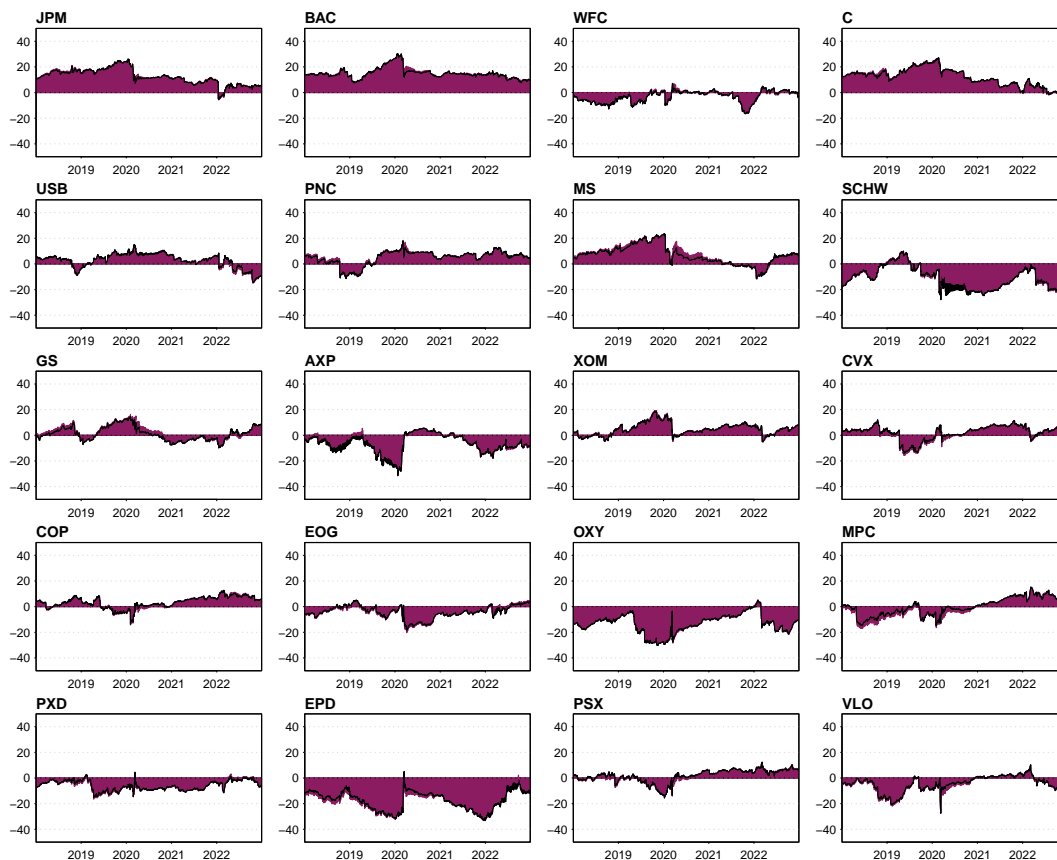 JPM BAC WFC C
40 40 40 40
20 20 20 20
0 0 0 0
−20 −20 −20 −20
−40 −40 −40 −40
2019 2020 2021 2022 2019 2020 2021 2022 2019 2020 2021 2022 2019 2020 2021 2022
USB PNC MS SCHW
40 40 40 40
20 20 20 20
0 0 0 0
−20 −20 −20 −20
−40 −40 −40 −40
2019 2020 2021 2022 2019 2020 2021 2022 2019 2020 2021 2022 2019 2020 2021 2022
GS AXP XOM CVX
40 40 40 40
20 20 20 20
0 0 0 0
−20 −20 −20 −20
−40 −40 −40 −40
2019 2020 2021 2022 2019 2020 2021 2022 2019 2020 2021 2022 2019 2020 2021 2022
COP EOG OXY MPC
40 40 40 40
20 20 20 20
0 0 0 0
−20 −20 −20 −20
−40 −40 −40 −40
2019 2020 2021 2022 2019 2020 2021 2022 2019 2020 2021 2022 2019 2020 2021 2022
PXD EPD PSX VLO
40 40 40 40
20 20 20 20
0 0 0 0
−20 −20 −20 −20
−40 −40 −40 −40
2019 2020 2021 2022 2019 2020 2021 2022 2019 2020 2021 2022 2019 2020 2021 2022